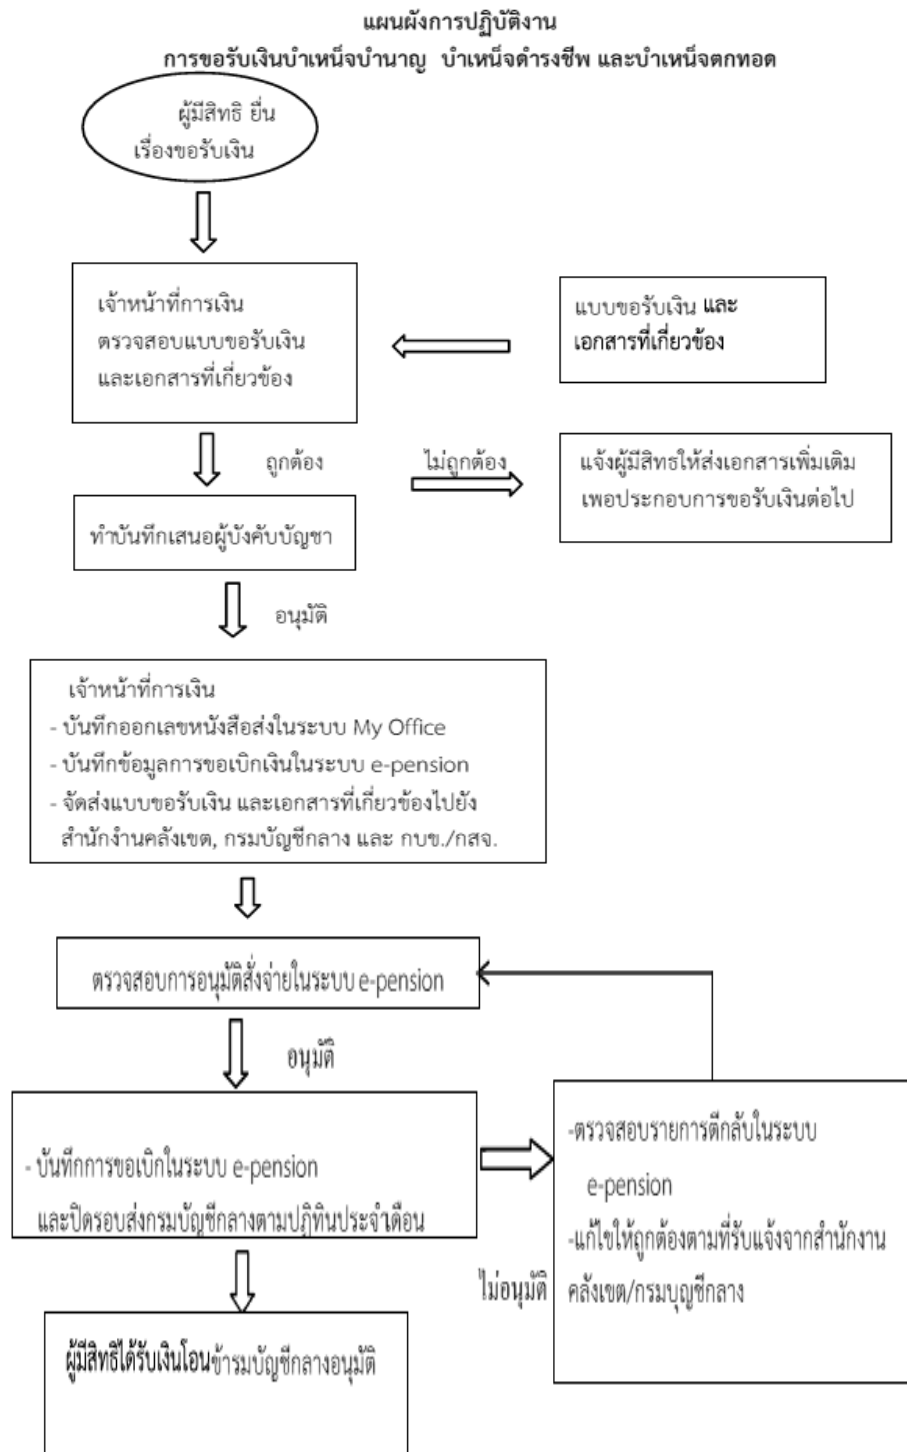 แผนผังการปฏิบัติงาน
การขอรับเงินบำเหน็จบำนาญ บำเหน็จดำรงชีพ และบำเหน็จตกทอด
ผู้มีสิทธิ ยื่น
เรื่องขอรับเงิน
เจ้าหน้าที่การเงิน
ตรวจสอบแบบขอรับเงิน
และเอกสารที่เกี่ยวข้อง
แบบขอรับเงิน และ
เอกสารที่เกี่ยวข้อง
ถูกต้อง
ไม่ถูกต้อง
แจ้งผู้มีสิทธให้ส่งเอกสารเพิ่มเติม
เพอประกอบการขอรับเงินต่อไป
ทำบันทึกเสนอผู้บังคับบัญชา
อนุมัติ
เจ้าหน้าที่การเงิน
- บันทึกออกเลขหนังสือส่งในระบบ My Office
- บันทึกข้อมูลการขอเบิกเงินในระบบ e-pension
- จัดส่งแบบขอรับเงิน และเอกสารที่เกี่ยวข้องไปยัง
สำนักง้านคลังเขต, กรมบัญชีกลาง และ กบข./กสจ.
ตรวจสอบการอนุมัติสั่งจ่ายในระบบ e-pension
อนุมัติ
- บันทึกการขอเบิกในระบบ e-pension
และปิดรอบส่งกรมบัญชีกลางตามปฏิทินประจำเดือน
ไม่อนุมัติ
-ตรวจสอบรายการตีกลับในระบบ
e-pension
-แก้ไขให้ถูกต้องตามที่รับแจ้งจากสำนักงาน
คลังเขต/กรมบุญชีกลาง
ผู้มีสิทธิได้รับเงินโอนข้ารมบัญชีกลางอนุมัติ